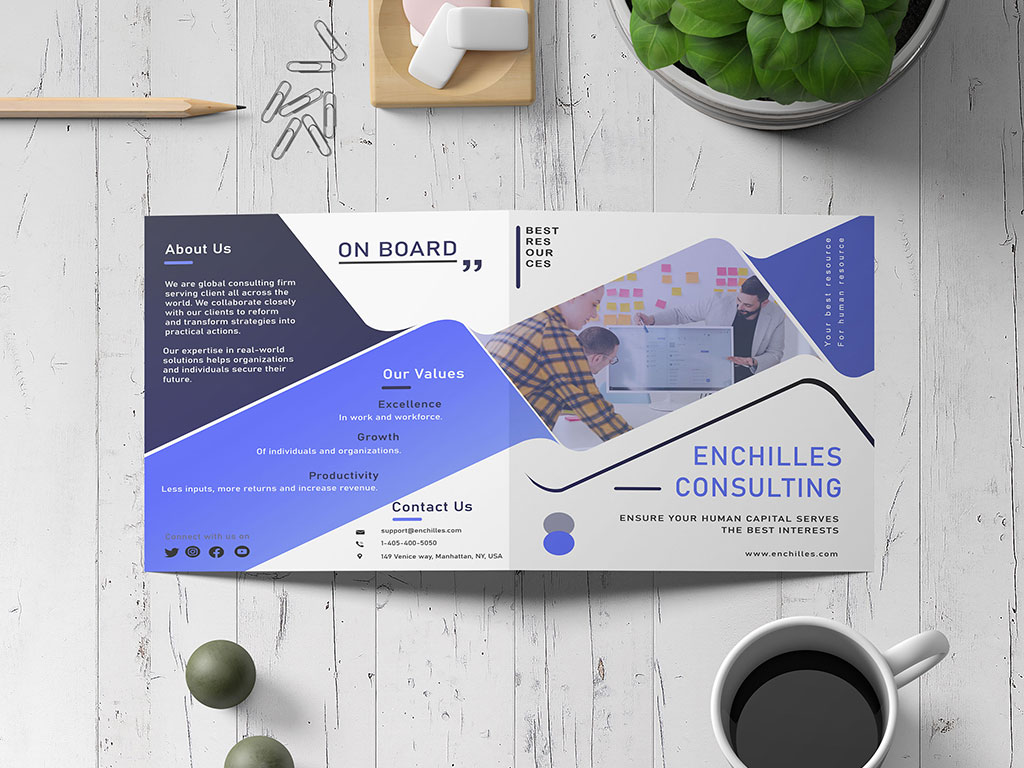 About Us
We are global consulting firm
serving client all across the
world. We collaborate closely
with our clients to reform
and transform strategies into
practical actions.
Our expertise in real-world
solutions helps organizations
and individuals secure their
future.
ON BOARD
”
Our Values
Excellence
In work and workforce.
Growth
Of individuals and organizations.
Productivity
Less inputs, more returns and increase revenue.
Contact Us
support@enchilles.com
1-405-400-5050
149 Venice way, Manhattan, NY, USA
Connect with us on
BEST
RES
OUR
CES
Your best resource
For human resource
ENCHILLES
CONSULTING
ENSURE YOUR HUMAN CAPITAL SERVES
THE BEST INTERESTS
www.enchilles.com